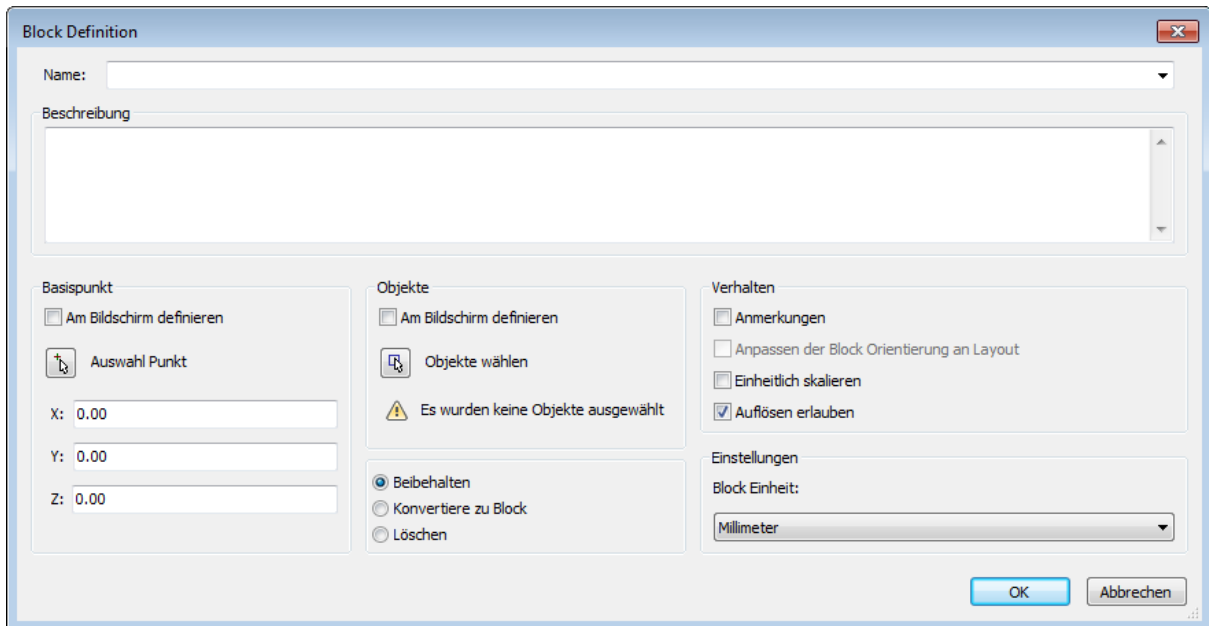 Block Definition
Name:
Beschreibung
Basispunkt
Am Bildschirm definieren
Auswahl Punkt
X: 0.00
Y: 0.00
Z: 0.00
Objekte
Am Bildschirm definieren
Objekte wählen
Es wurden keine Objekte ausgewählt
Beibehalten
Konvertiere zu Block
Löschen
Verhalten
Anmerkungen
Anpassen der Block Orientierung an Layout
Einheitlich skalieren
Auflösen erlauben
Einstellungen
Block Einheit:
Millimeter
OK
Abbrechen